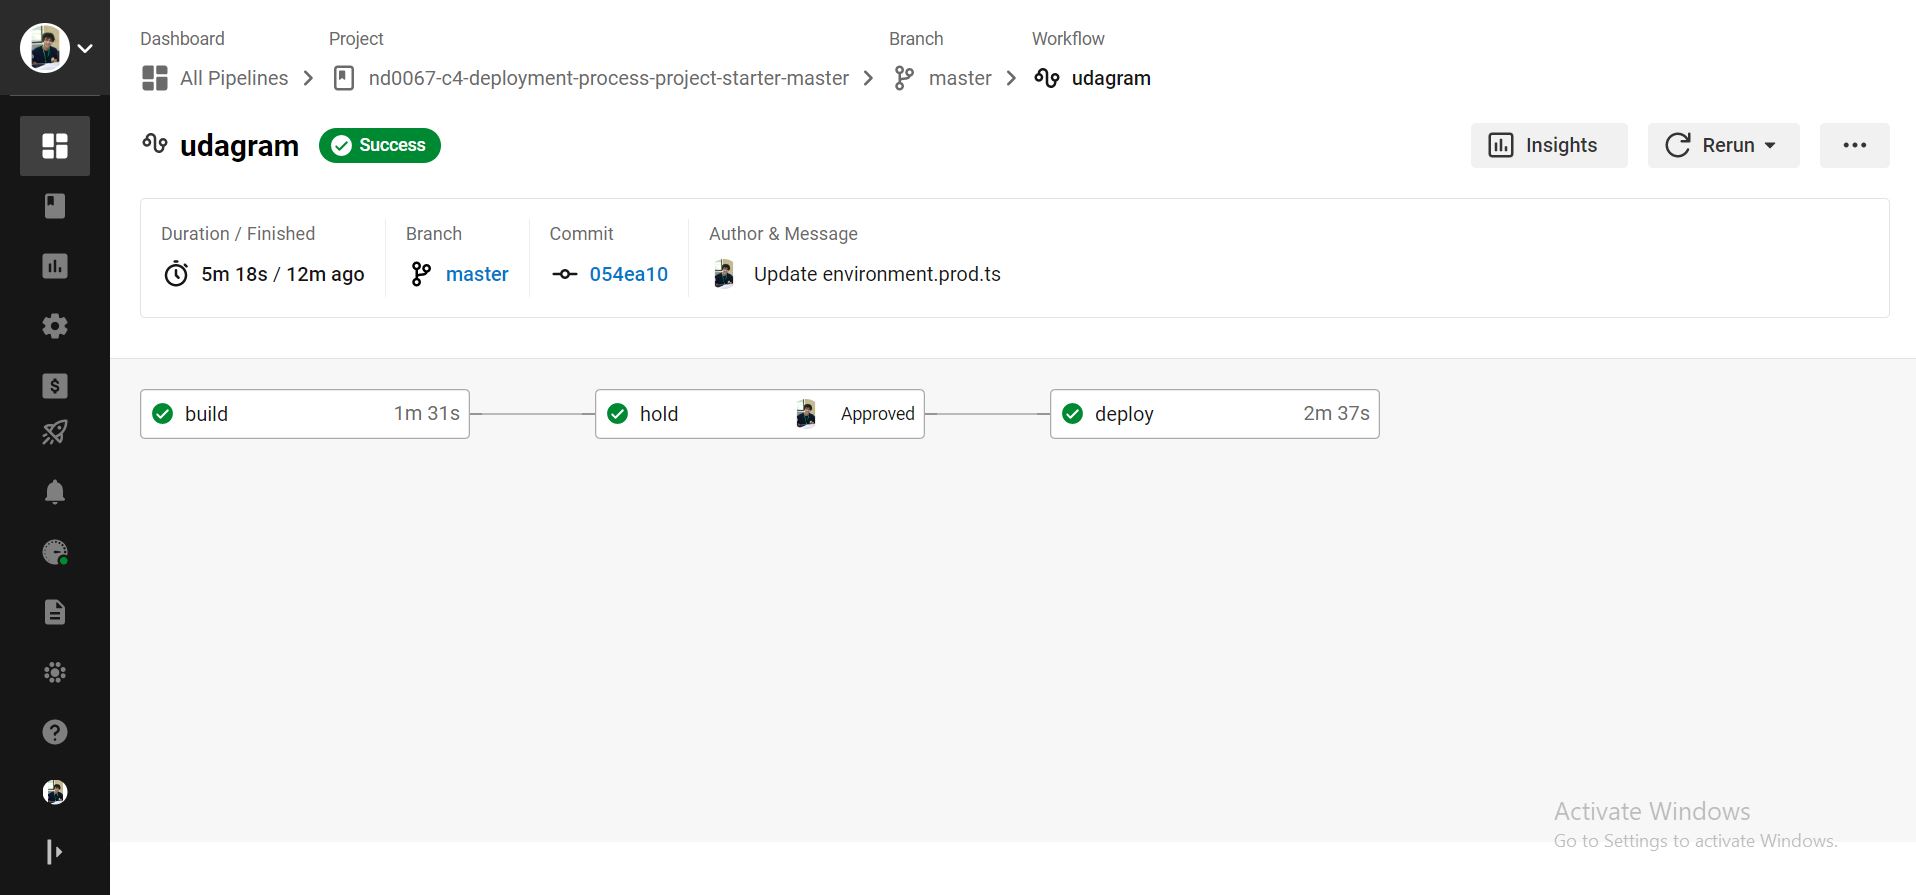 Dashboard Project Branch Workflow
All Pipelines nd0067-c4-deployment-process-project-starter-master master udagram
udagram Success Insights Rerun
Duration / Finished Branch Commit Author & Message
5m 18s / 12m ago master 054ea10 Update environment.prod.ts
build 1m 31s hold Approved deploy 2m 37s
Activate Windows
Go to Settings to activate Windows.